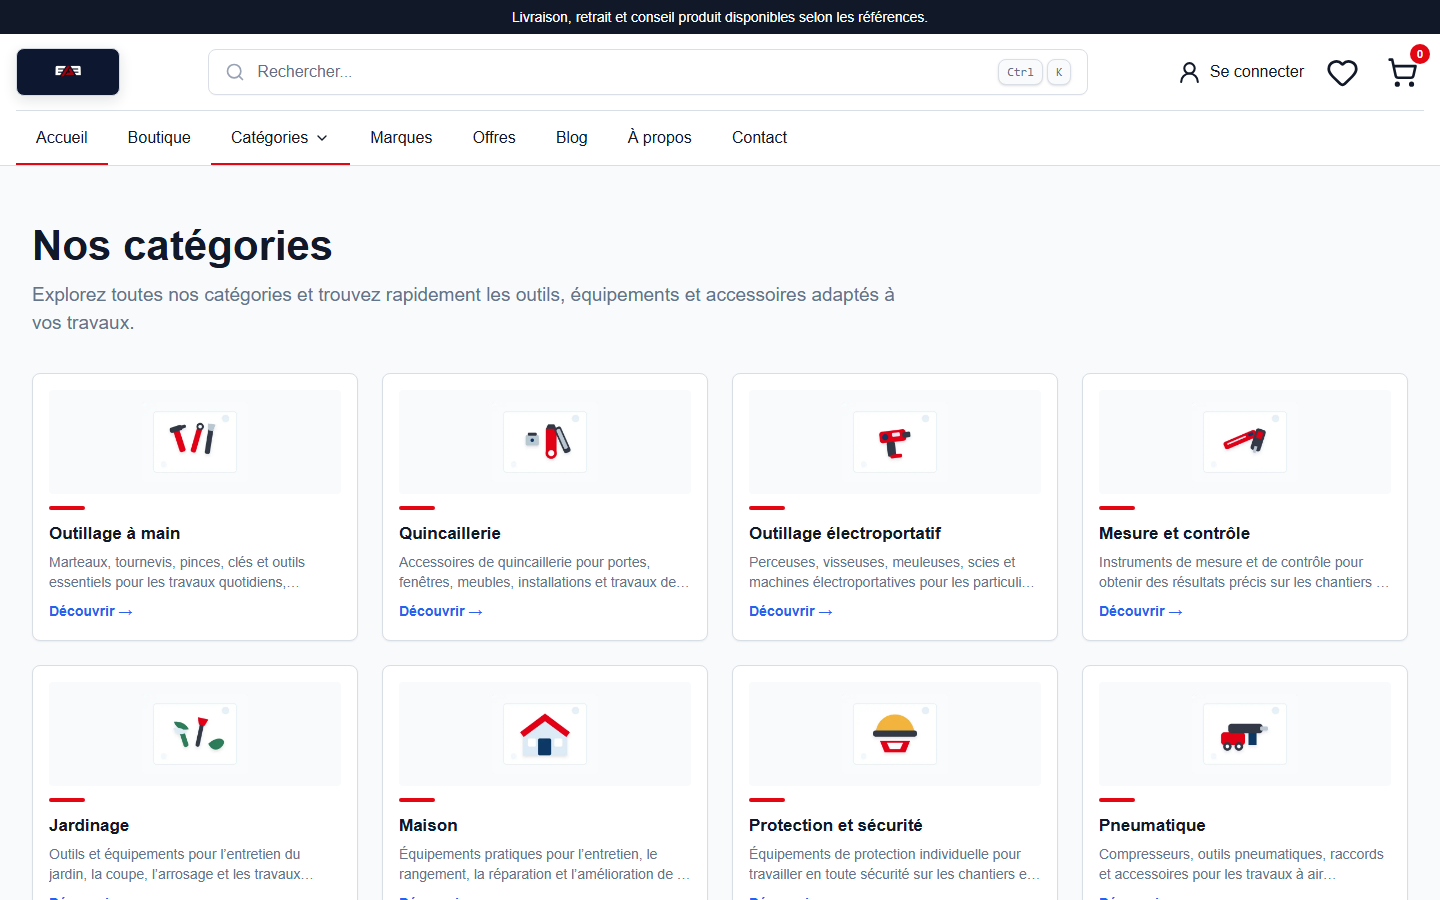 Livraison, retrait et conseil produit disponibles selon les références.
Rechercher...
Ctrl K
Se connecter
0
Accueil Boutique Catégories Marques Offres Blog À propos Contact
Nos catégories
Explorez toutes nos catégories et trouvez rapidement les outils, équipements et accessoires adaptés à
vos travaux.
Outillage à main
Marteaux, tournevis, pinces, clés et outils
essentiels pour les travaux quotidiens,...
Découvrir →
Quincaillerie
Accessoires de quincaillerie pour portes,
fenêtres, meubles, installations et travaux de...
Découvrir →
Outillage électroportatif
Perceuses, visseuses, meuleuses, scies et
machines électroportatives pour les particuli...
Découvrir →
Mesure et contrôle
Instruments de mesure et de contrôle pour
obtenir des résultats précis sur les chantiers ...
Découvrir →
Jardinage
Outils et équipements pour l'entretien du
jardin, la coupe, l'arrosage et les travaux...
Maison
Équipements pratiques pour l'entretien, le
rangement, la réparation et l'amélioration de ...
Protection et sécurité
Équipements de protection individuelle pour
travailler en toute sécurité sur les chantiers e...
Pneumatique
Compresseurs, outils pneumatiques, raccords
et accessoires pour les travaux à air...